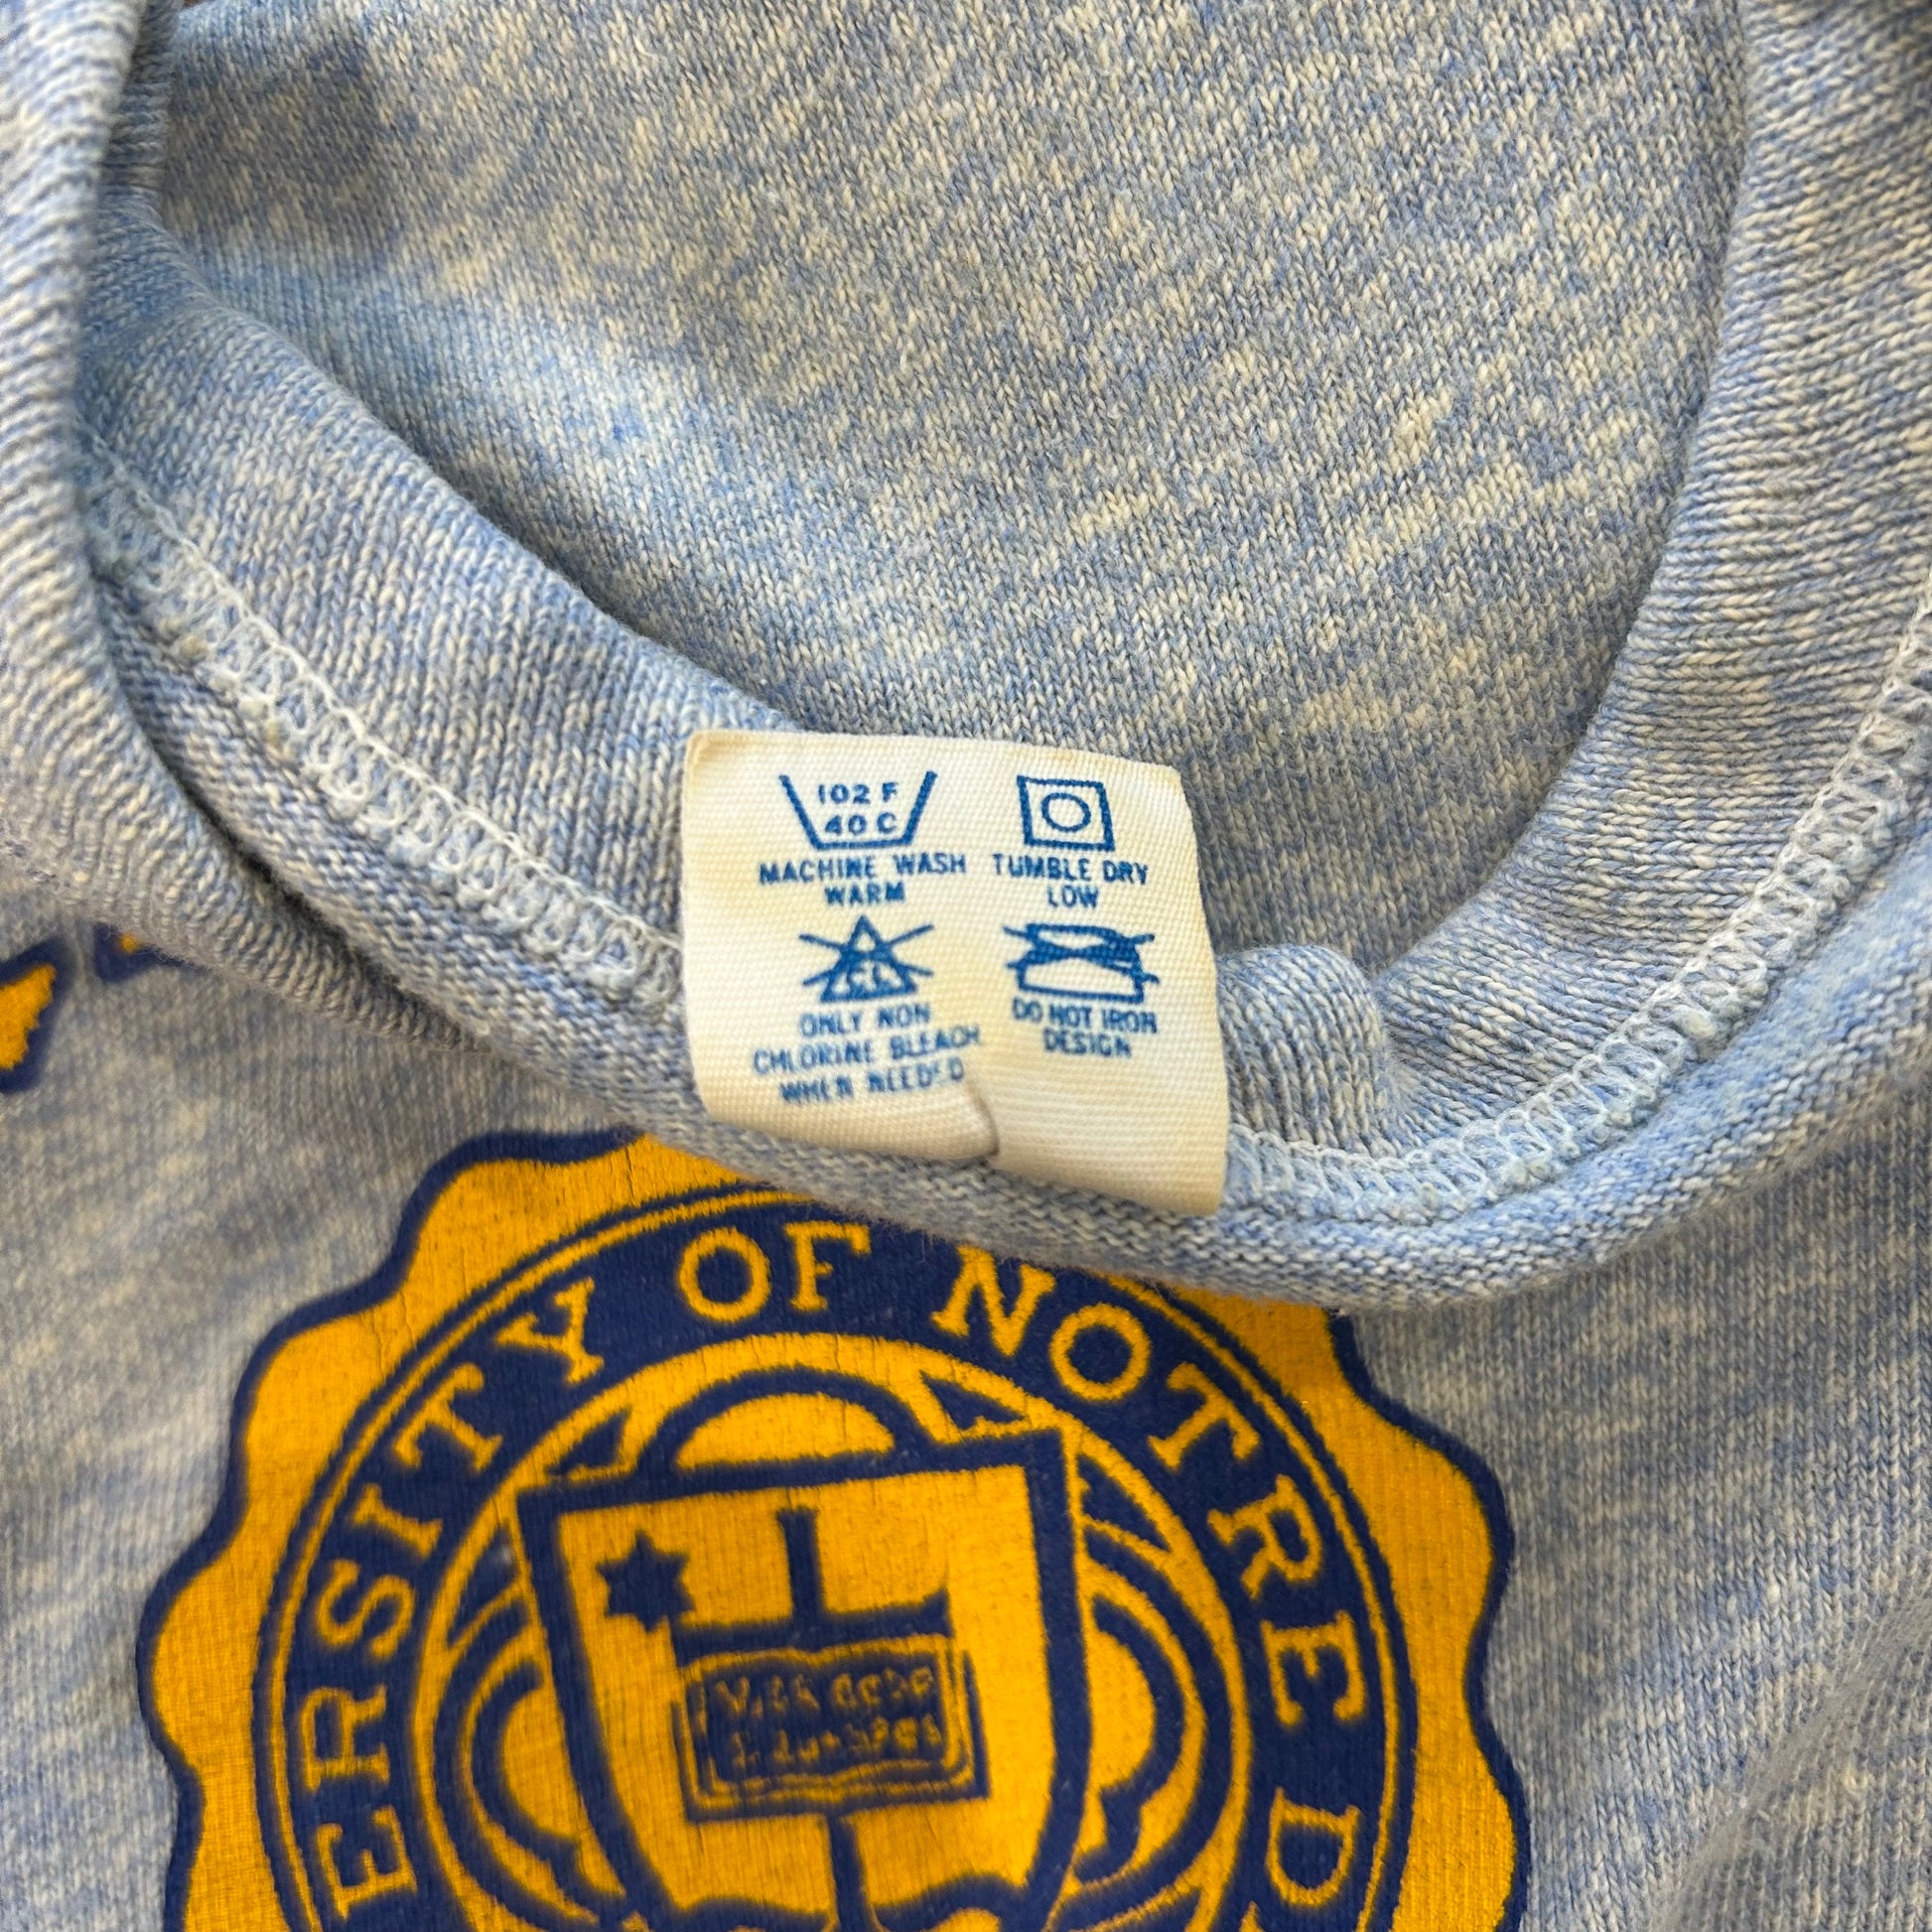 102 F
40 C
MACHINE WASH
WARM
TUMBLE DRY
LOW
CL
ONLY NON
CHLORINE BLEACH
WHEN NEEDED
DO NOT IRON
DESIGN
ERSITY OF NOTRE D